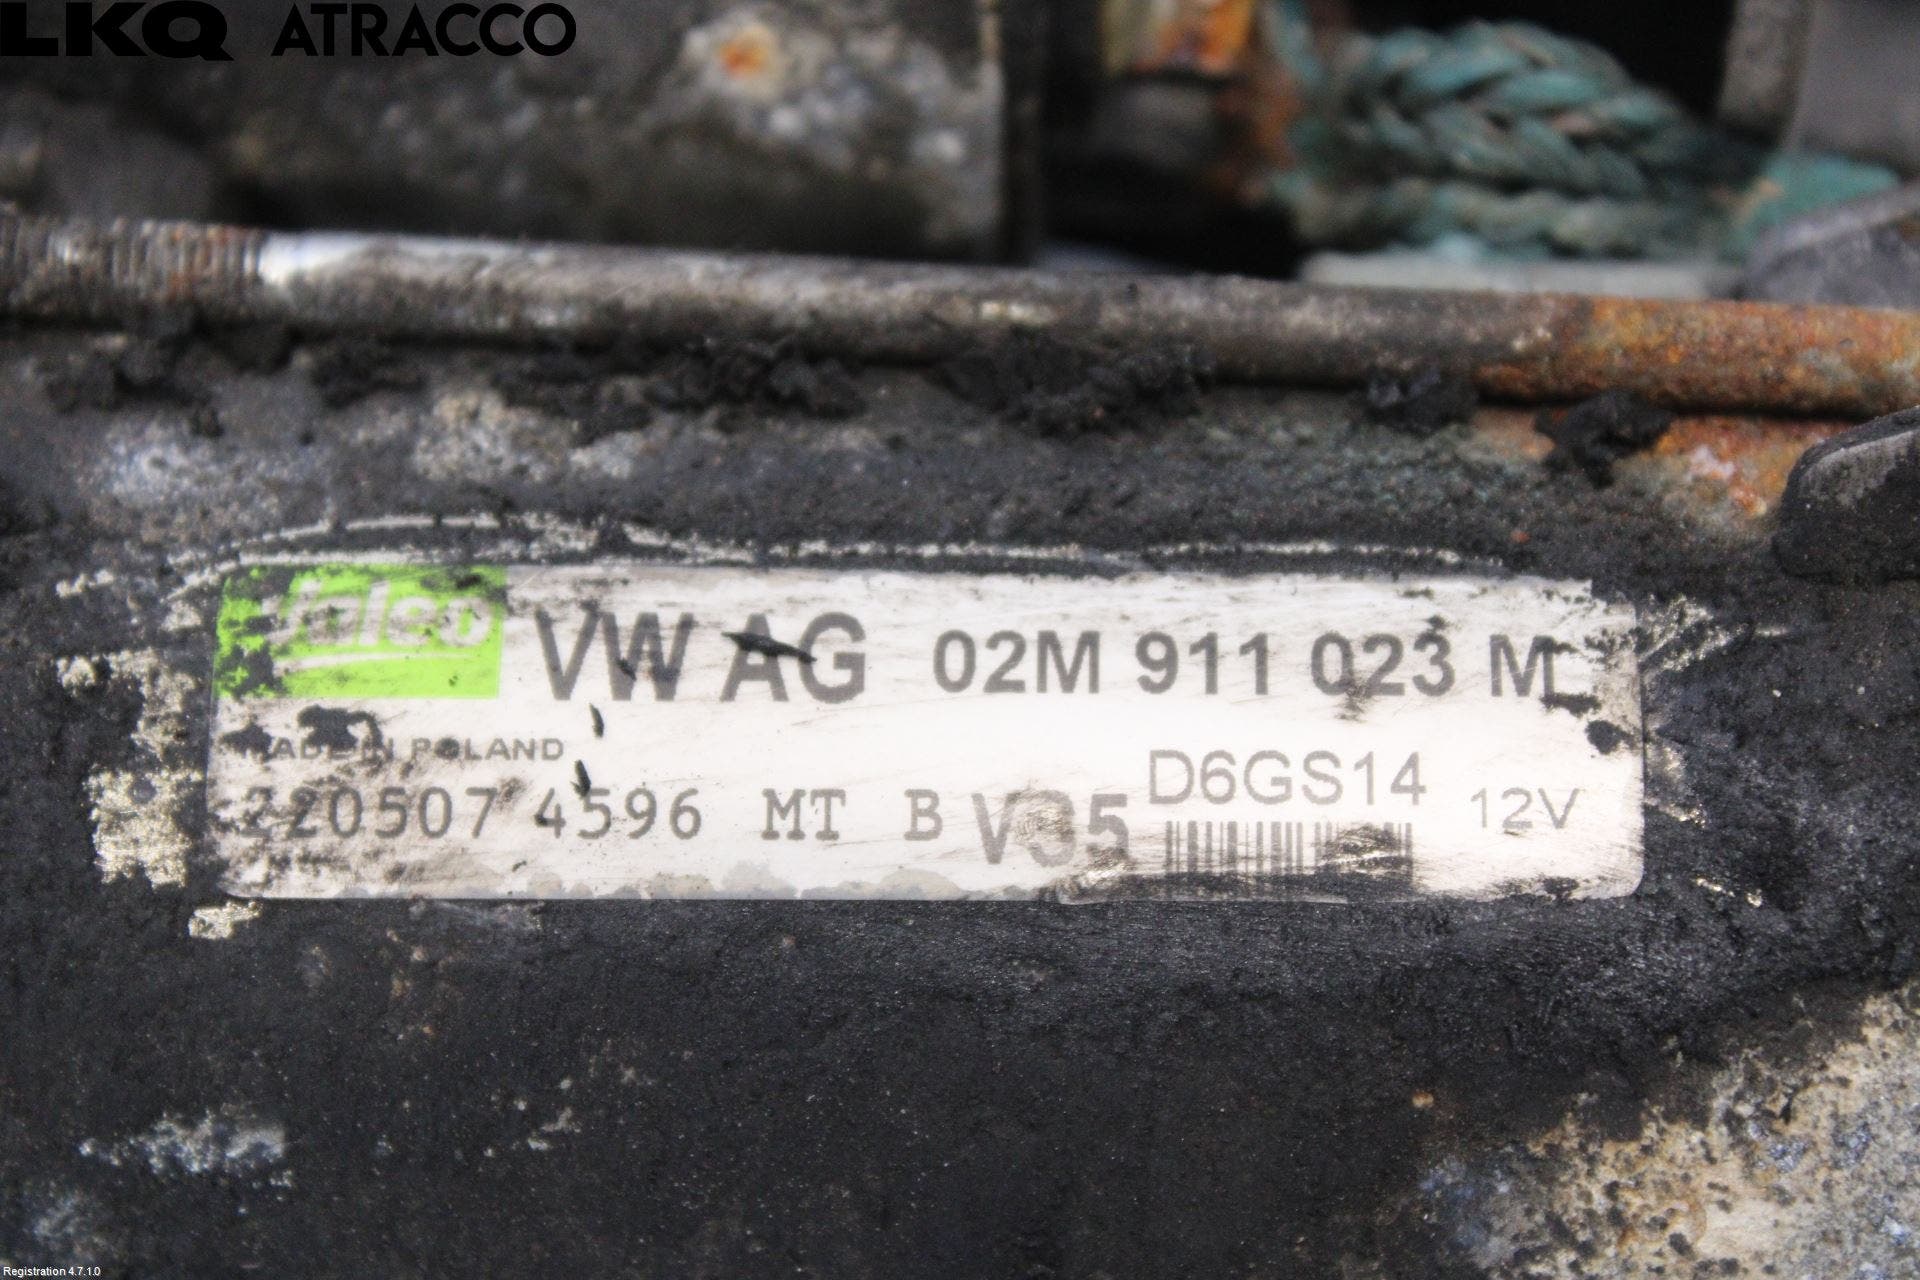 LKQ ATRACCO
Valeo VW AG 02M 911 023 M
MADE IN POLAND
220507 4596 MT B V35 D6GS14 12V
Registration 4.7.1.0